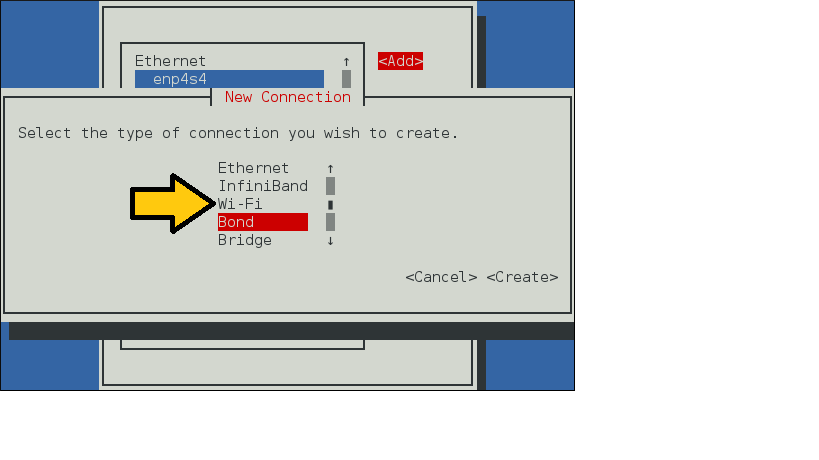 Ethernet ↑ <Add>
enp4s4
New Connection
Select the type of connection you wish to create.
Ethernet ↑
InfiniBand
Wi-Fi
Bond
Bridge ↓
<Cancel> <Create>